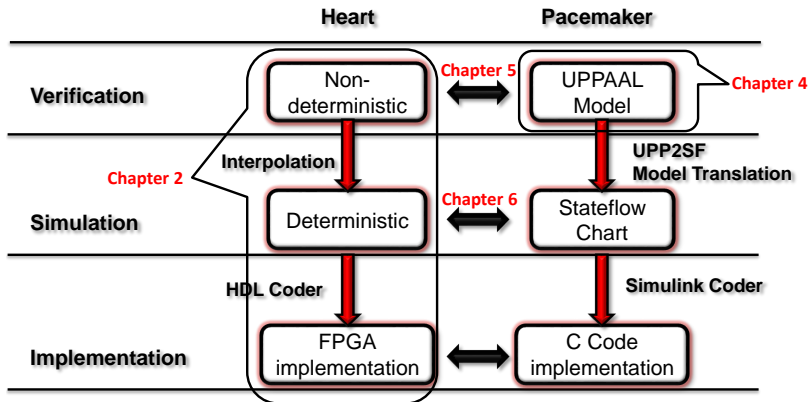 Heart
Pacemaker
Verification
Non-
deterministic
Chapter 5
UPPAAL
Model
Chapter 4
Chapter 2
Interpolation
UPP2SF
Model Translation
Simulation
Deterministic
Chapter 6
Stateflow
Chart
HDL Coder
Simulink Coder
Implementation
FPGA
implementation
C Code
implementation